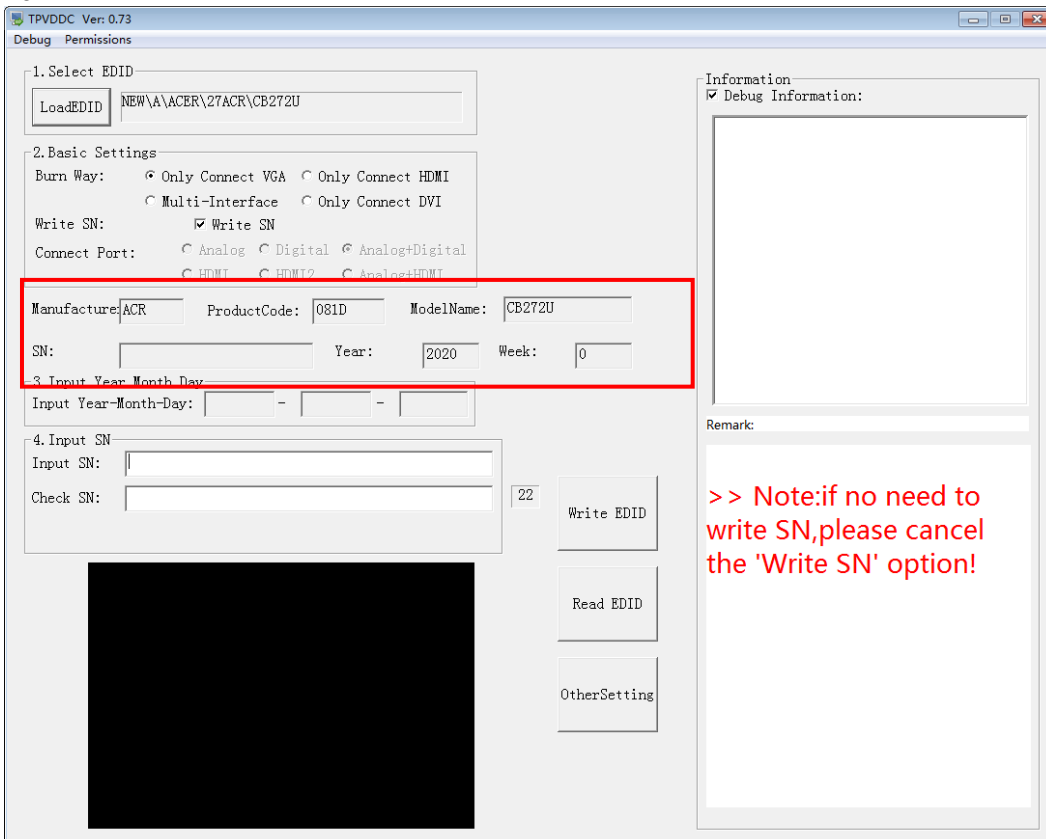 TPVDDC Ver: 0.73
Debug Permissions
1.Select EDID
LoadEDID NEW\A\ACER\27ACR\CB272U
2.Basic Settings
Burn Way: Only Connect VGA Only Connect HDMI
Multi-Interface Only Connect DVI
Write SN: Write SN
Connect Port: Analog Digital Analog+Digital
HDMI HDMI2 Analog+HDMI
Manufacture: ACR ProductCode: 081D ModelName: CB272U
SN: Year: 2020 Week: 0
3.Input Year Month Day
Input Year-Month-Day: - -
4.Input SN
Input SN:
Check SN: 22
Write EDID
Read EDID
OtherSetting
Information
Debug Information:
Remark:
>> Note:if no need to
write SN,please cancel
the 'Write SN' option!